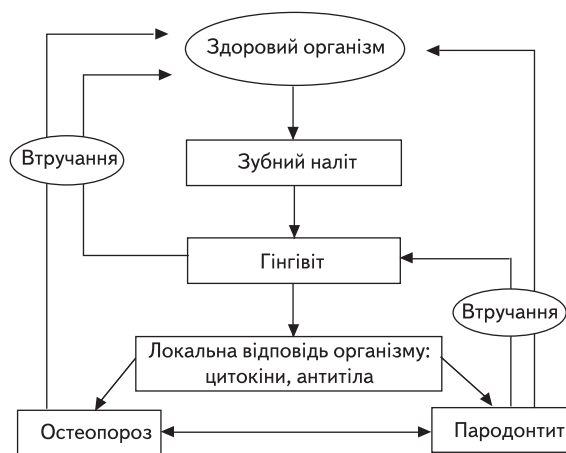 Здоровий організм
Втручання
Зубний наліт
Гінгівіт
Втручання
Локальна відповідь організму:
цитокіни, антитіла
Остеопороз
Пародонтит